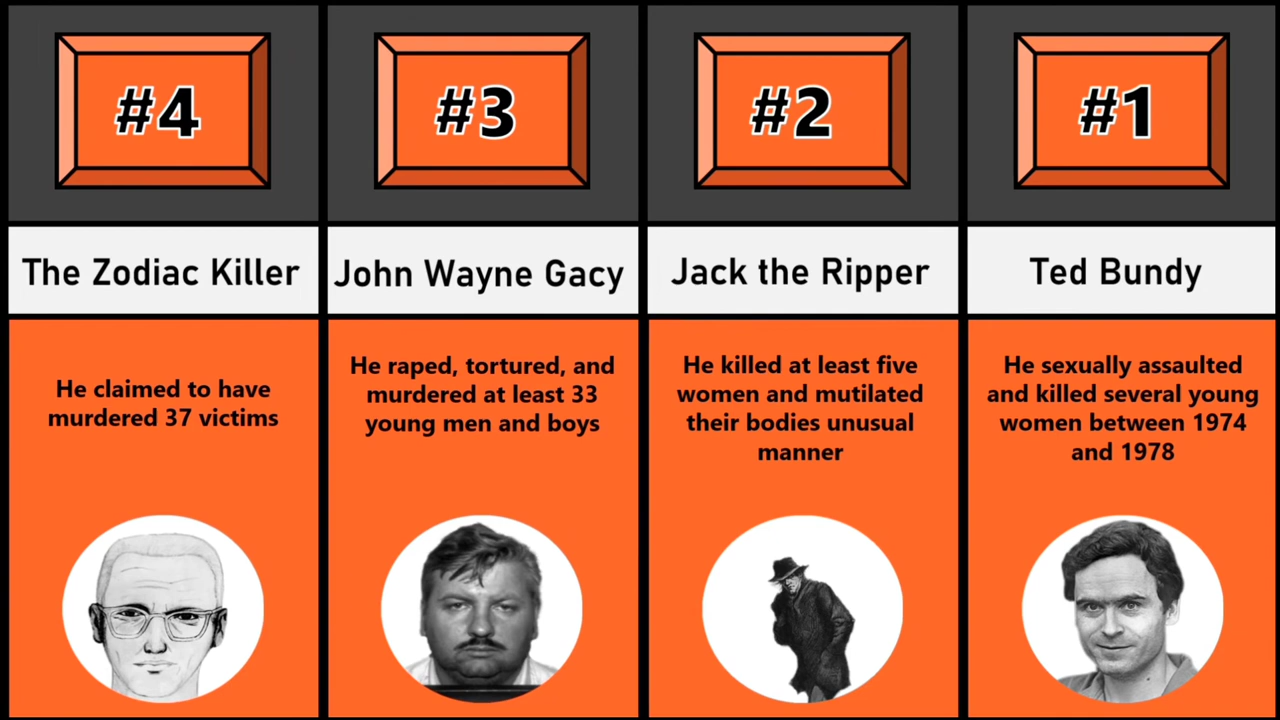 #4
The Zodiac Killer
He claimed to have
murdered 37 victims
#3
John Wayne Gacy
He raped, tortured, and
murdered at least 33
young men and boys
#2
Jack the Ripper
He killed at least five
women and mutilated
their bodies unusual
manner
#1
Ted Bundy
He sexually assaulted
and killed several young
women between 1974
and 1978